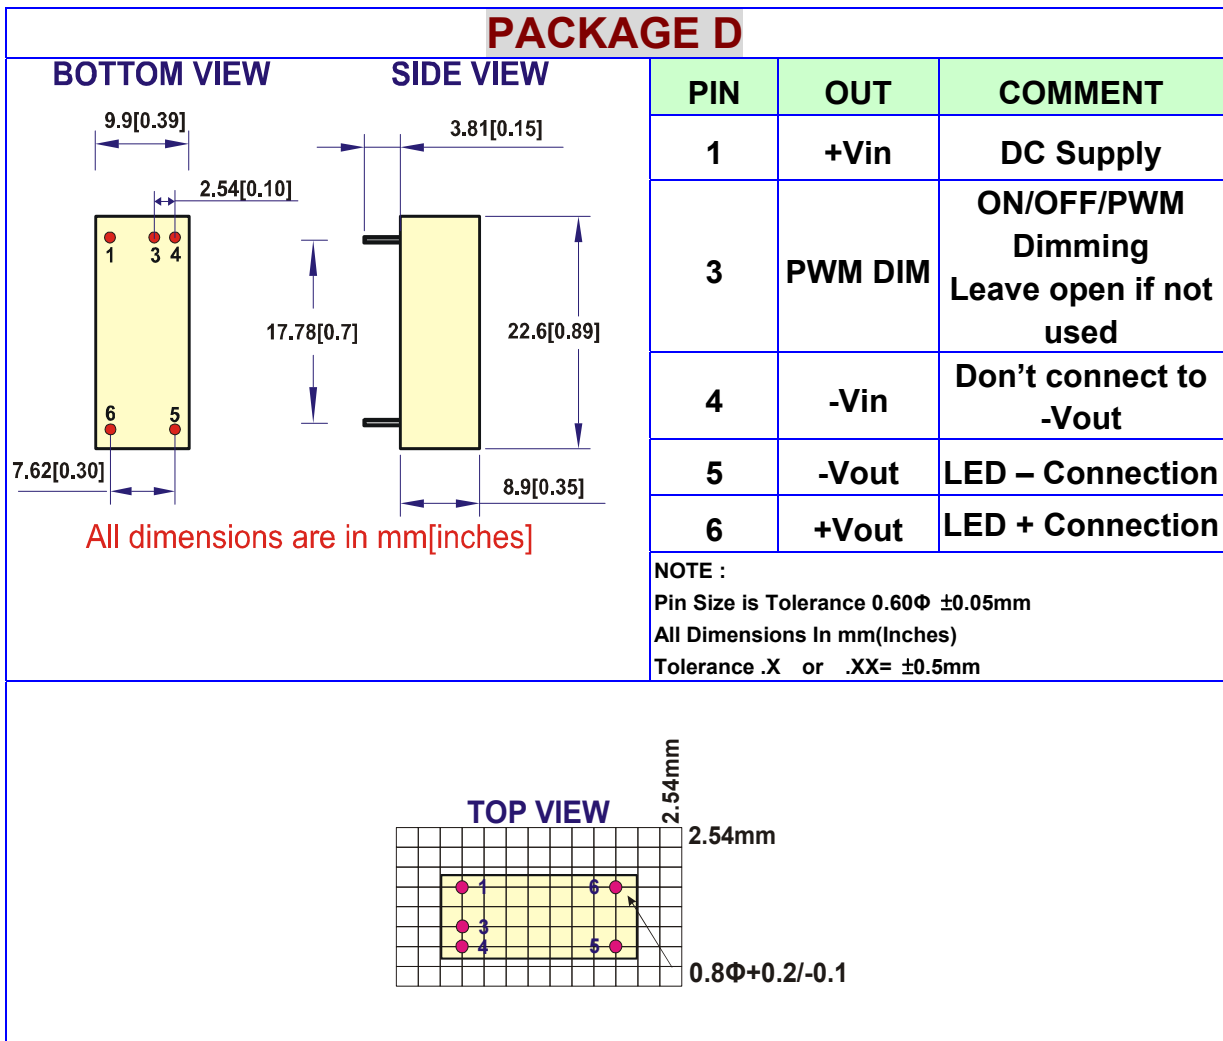 PACKAGE D
BOTTOM VIEW
SIDE VIEW
9.9[0.39]
3.81[0.15]
2.54[0.10]
1
3 4
17.78[0.7]
22.6[0.89]
6
5
7.62[0.30]
8.9[0.35]
All dimensions are in mm[inches]
PIN OUT COMMENT
1 +Vin DC Supply
3 PWM DIM ON/OFF/PWM
Dimming
Leave open if not
used
4 -Vin Don’t connect to
-Vout
5 -Vout LED – Connection
6 +Vout LED + Connection
NOTE :
Pin Size is Tolerance 0.60Φ ±0.05mm
All Dimensions In mm(Inches)
Tolerance .X or .XX= ±0.5mm
TOP VIEW
2.54mm
2.54mm
1
6
3
4
5
0.8Φ+0.2/-0.1